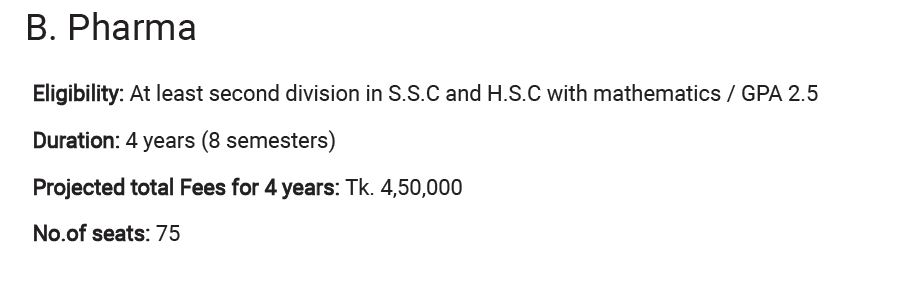 B. Pharma
Eligibility: At least second division in S.S.C and H.S.C with mathematics / GPA 2.5
Duration: 4 years (8 semesters)
Projected total Fees for 4 years: Tk. 4,50,000
No.of seats: 75